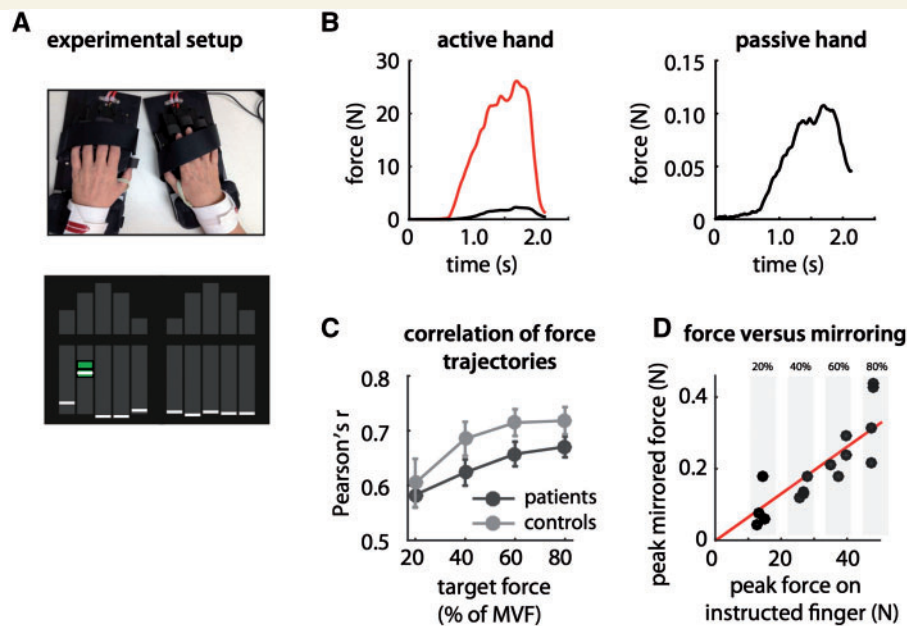 A
experimental setup
B
active hand
passive hand
force (N)
30
20
10
0
0
1.0
2.0
time (s)
force (N)
0.15
0.10
0.05
0
0
1.0
2.0
time (s)
C
correlation of force
trajectories
Pearson's r
0.8
0.7
0.6
0.5
patients
controls
20
40
60
80
target force
(% of MVF)
D
force versus mirroring
20%
40%
60%
80%
peak mirrored force (N)
0.4
0.2
0
0
20
40
peak force on
instructed finger (N)